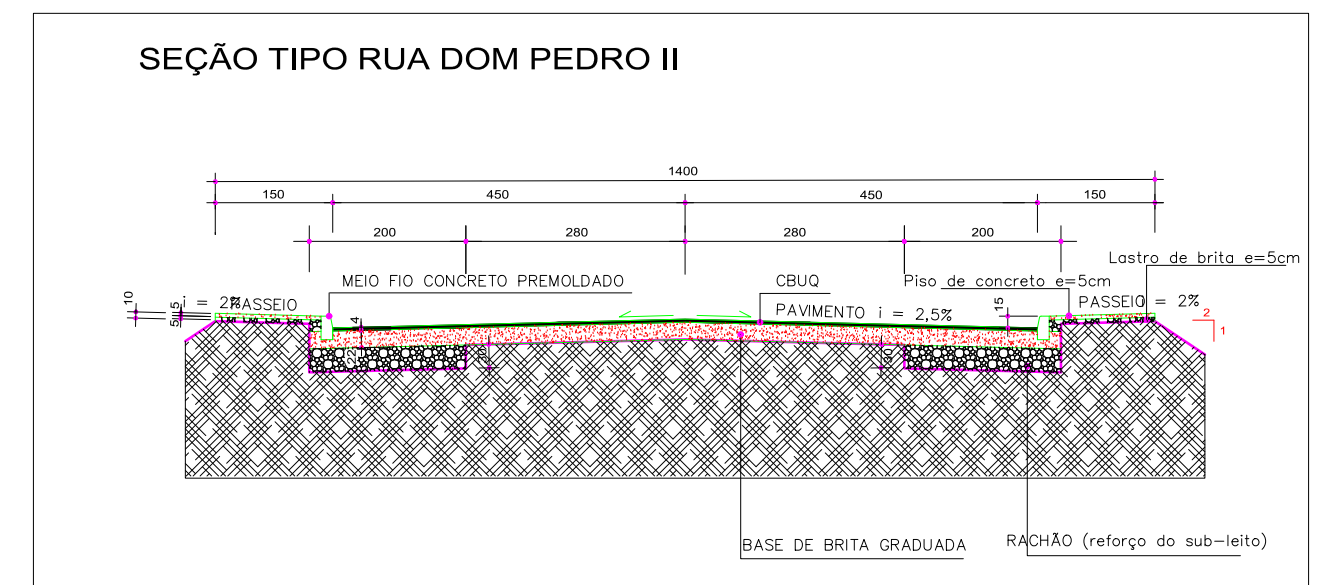 SEÇÃO TIPO RUA DOM PEDRO II
1400
150 450 450 150
200 280 280 200
Lastro de brita e=5cm
MEIO FIO CONCRETO PREMOLDADO CBUQ Piso de concreto e=5cm
i = 2% PASSEIO PASSEIO = 2%
10 5 5 15
PAVIMENTO i = 2,5%
2
1
4
22
BASE DE BRITA GRADUADA RACHÃO (reforço do sub-leito)